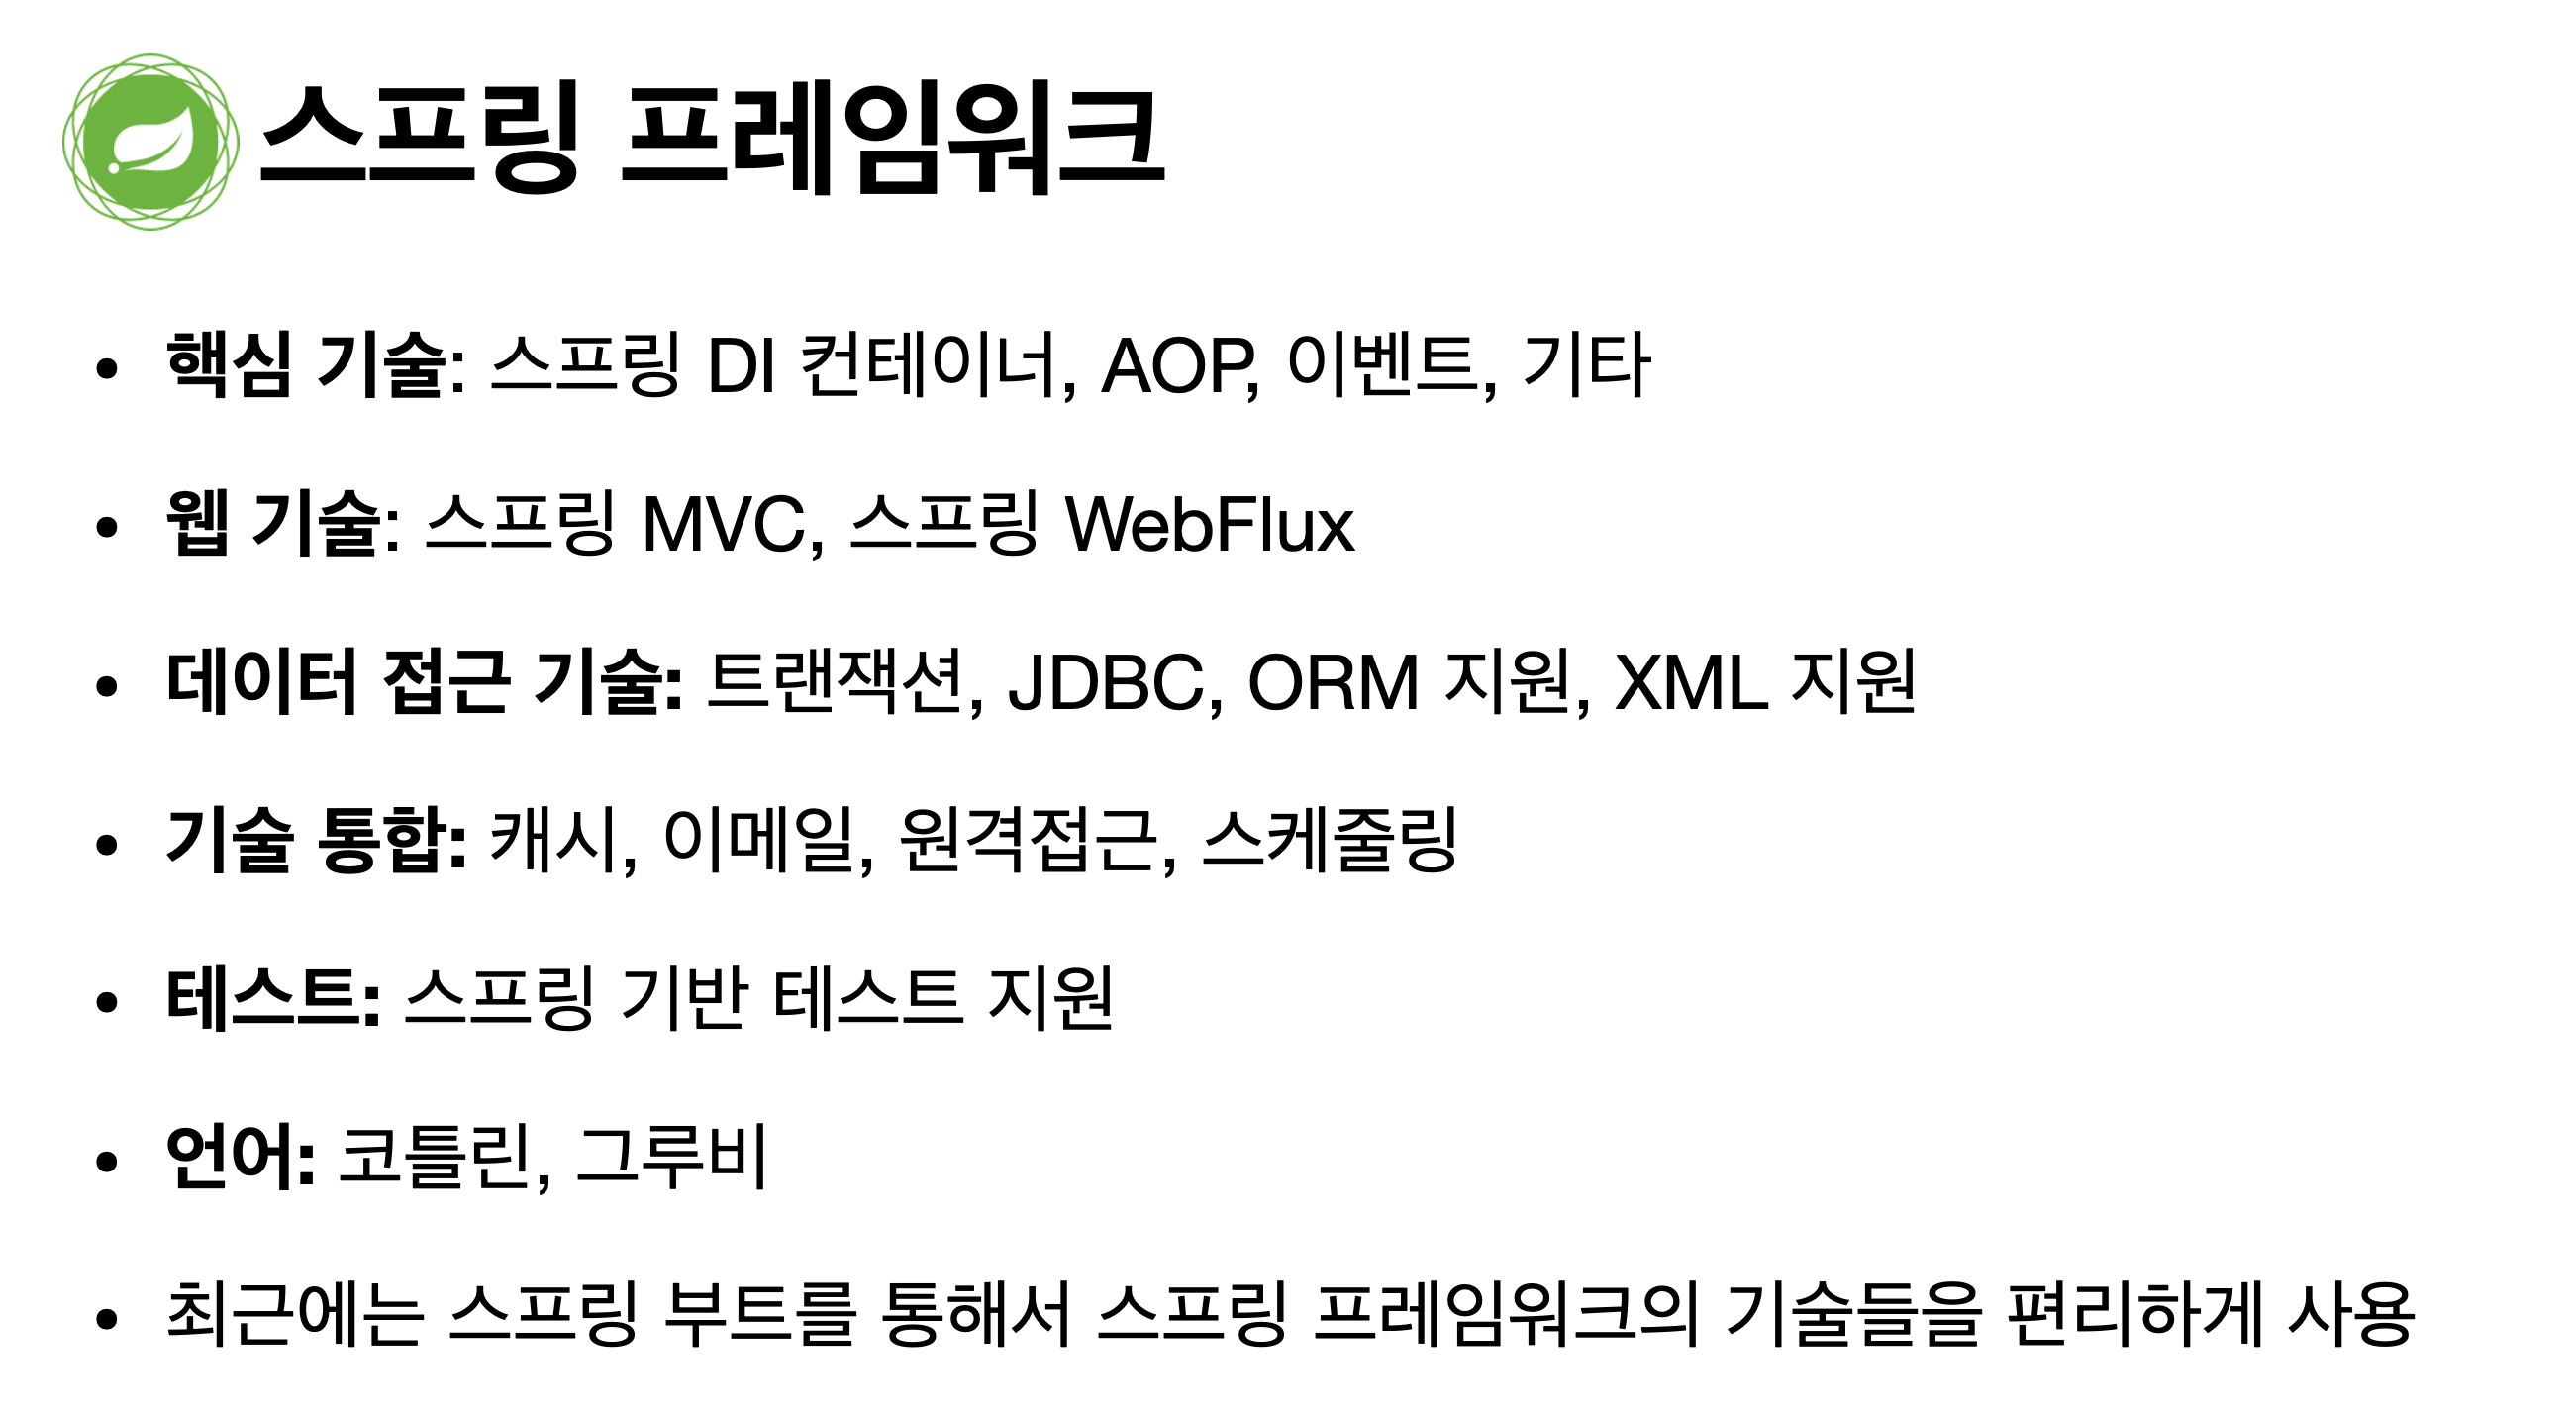 스프링 프레임워크
• 핵심 기술: 스프링 DI 컨테이너, AOP, 이벤트, 기타
• 웹 기술: 스프링 MVC, 스프링 WebFlux
• 데이터 접근 기술: 트랜잭션, JDBC, ORM 지원, XML 지원
• 기술 통합: 캐시, 이메일, 원격접근, 스케줄링
• 테스트: 스프링 기반 테스트 지원
• 언어: 코틀린, 그루비
• 최근에는 스프링 부트를 통해서 스프링 프레임워크의 기술들을 편리하게 사용